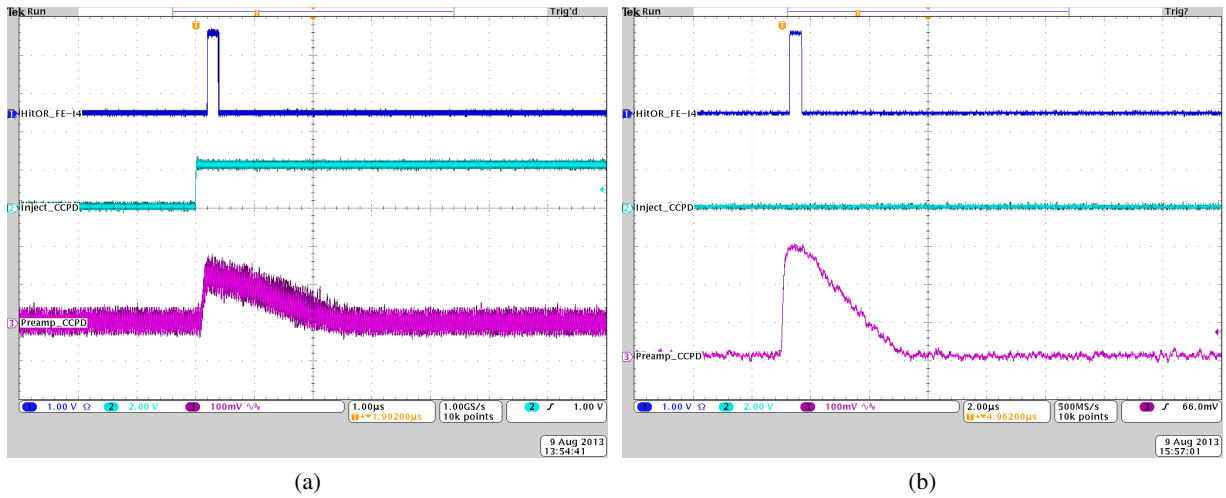 Tek Run
Trig'd
T
T
1 HitOR_FE-I4
2 Inject_CCPD
3 Preamp_CCPD
1 1.00 V Ω 2 2.00 V 3 100mV
1.00µs
T→▼1.99200µs
1.00GS/s
10k points
2 1.00 V
9 Aug 2013
13:54:41
(a)
Tek Run
Trig?
T
T
1 HitOR_FE-I4
2 Inject_CCPD
3 Preamp_CCPD
1 1.00 V Ω 2 2.00 V 3 100mV
2.00µs
T→▼4.96200µs
500MS/s
10k points
3 66.0mV
9 Aug 2013
15:57:01
(b)